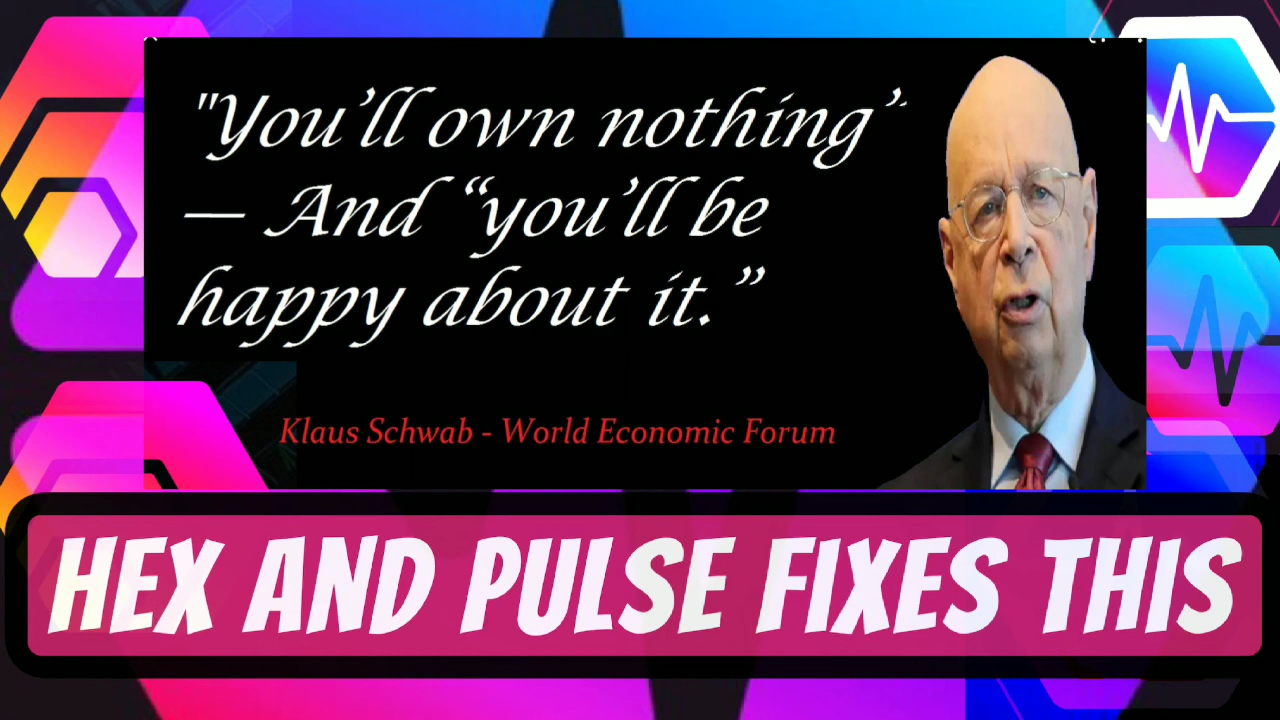 "You’ll own nothing’
— And “you’ll be
happy about it.”
Klaus Schwab - World Economic Forum
HEX AND PULSE FIXES THIS